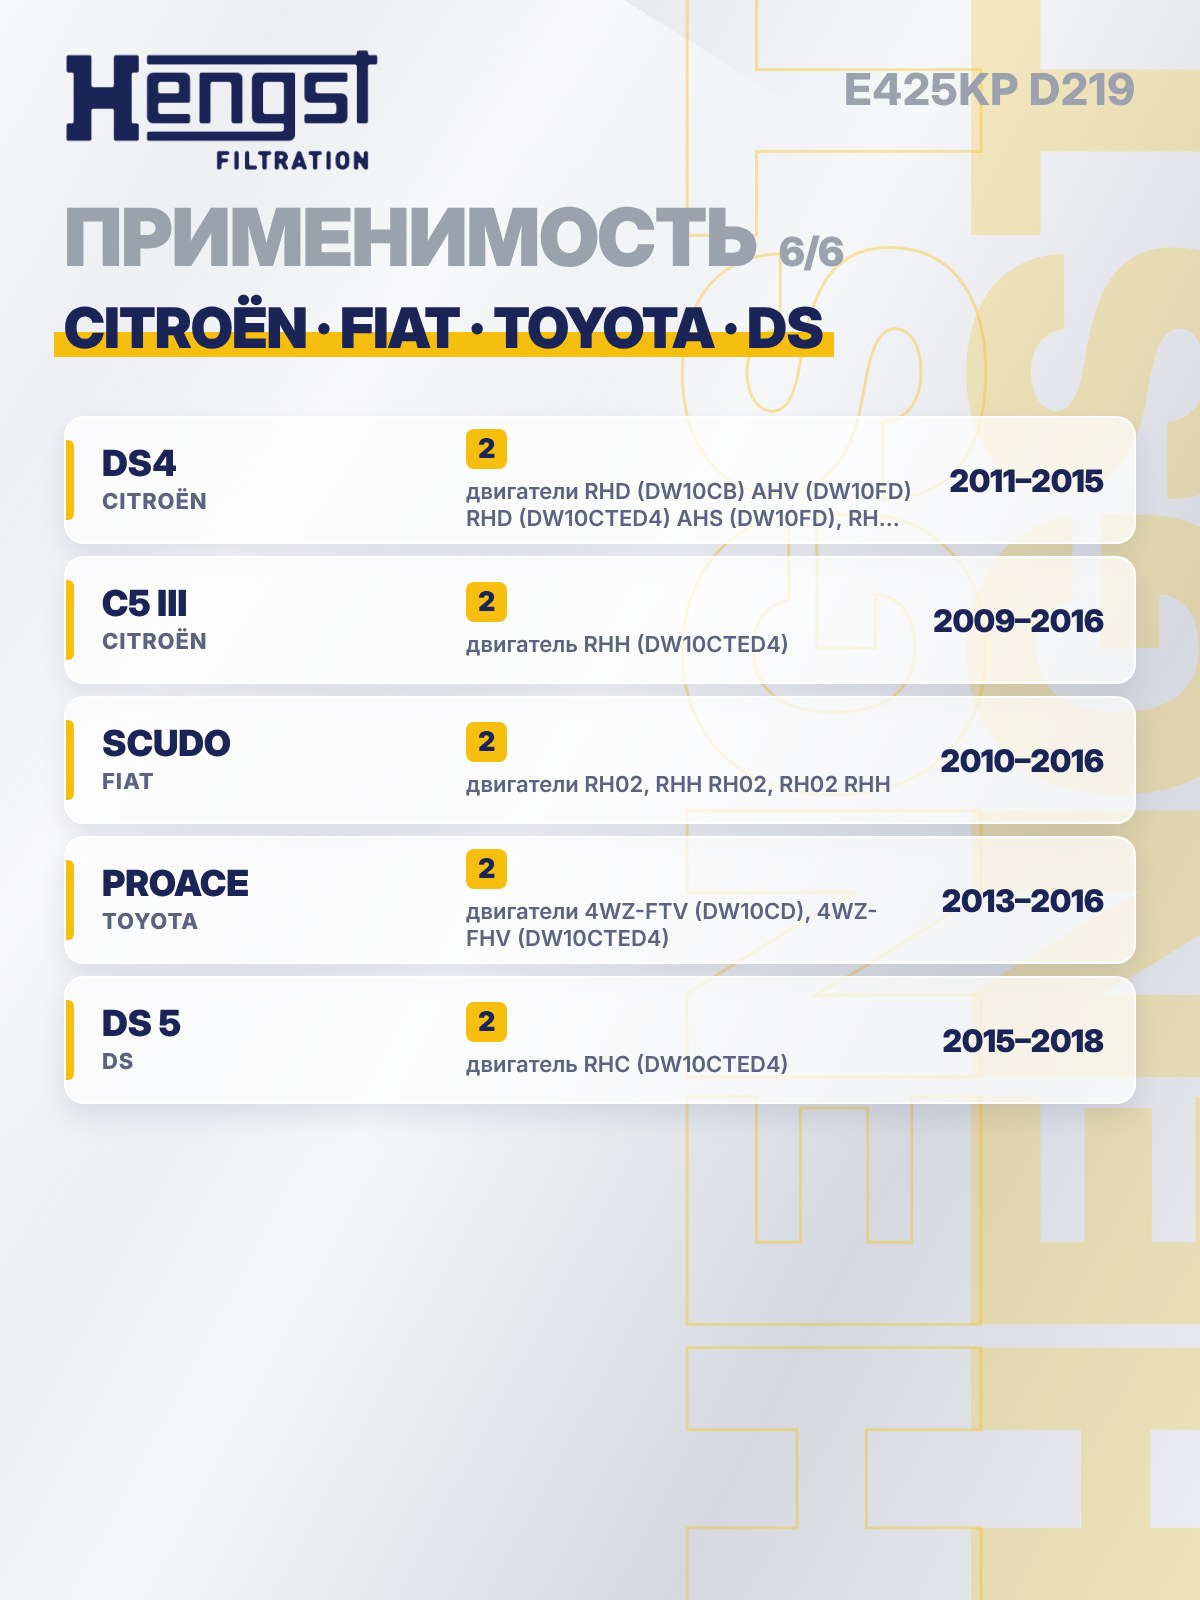 Hengst
FILTRATION
E425KP D219
ПРИМЕНИМОСТЬ 6/6
CITROËN · FIAT · TOYOTA · DS
DS4
CITROËN
2
двигатели RHD (DW10CB) AHV (DW10FD)
RHD (DW10CTED4) AHS (DW10FD), RH...
2011–2015
C5 III
CITROËN
2
двигатель RHH (DW10CTED4)
2009–2016
SCUDO
FIAT
2
двигатели RH02, RHH RH02, RH02 RHH
2010–2016
PROACE
TOYOTA
2
двигатели 4WZ-FTV (DW10CD), 4WZ-
FHV (DW10CTED4)
2013–2016
DS 5
DS
2
двигатель RHC (DW10CTED4)
2015–2018
HENGST
HENGST